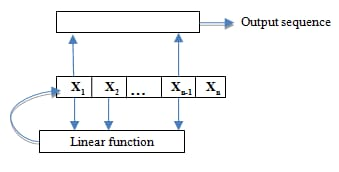 Output sequence
X₁ X₂ ... Xₙ₋₁ Xₙ
Linear function